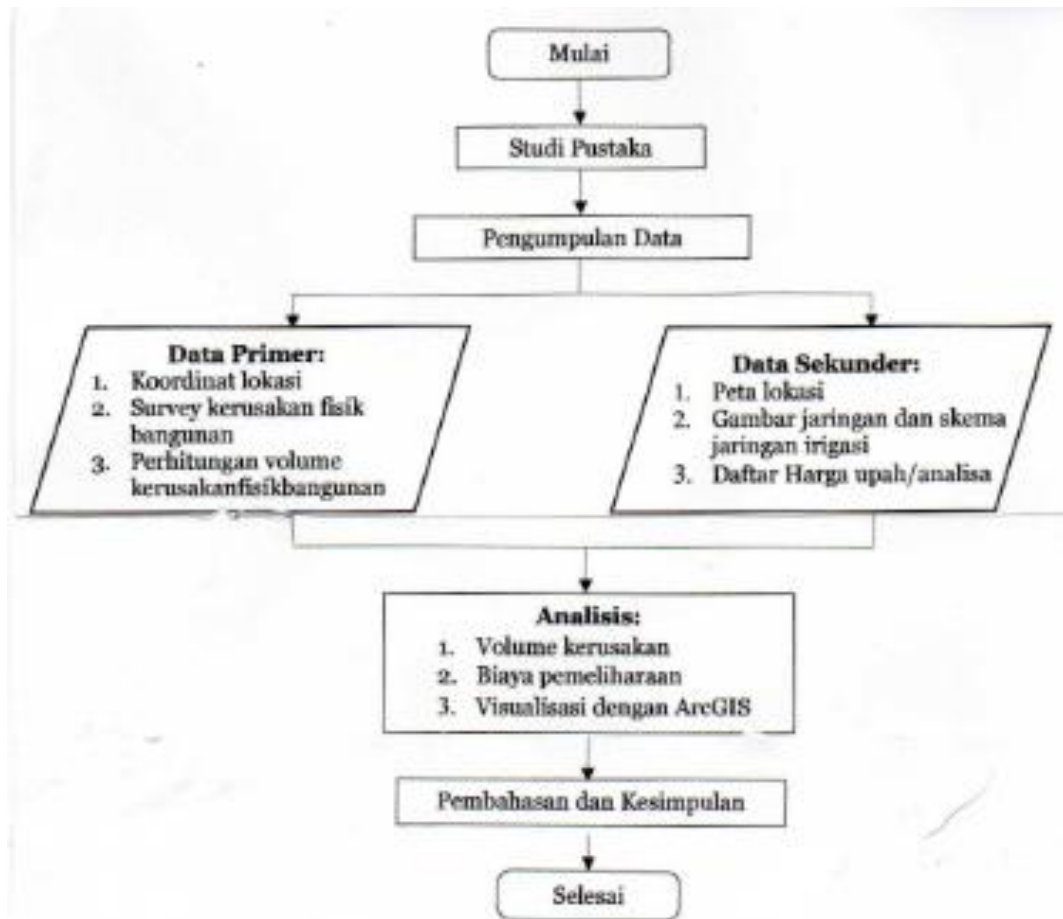 Mulai
Studi Pustaka
Pengumpulan Data
Data Primer:
1. Koordinat lokasi
2. Survey kerusakan fisik
bangunan
3. Perhitungan volume
kerusakanfisikbangunan
Data Sekunder:
1. Peta lokasi
2. Gambar jaringan dan skema
jaringan irigasi
3. Daftar Harga upah/analisa
Analisis:
1. Volume kerusakan
2. Biaya pemeliharaan
3. Visualisasi dengan ArcGIS
Pembahasan dan Kesimpulan
Selesai